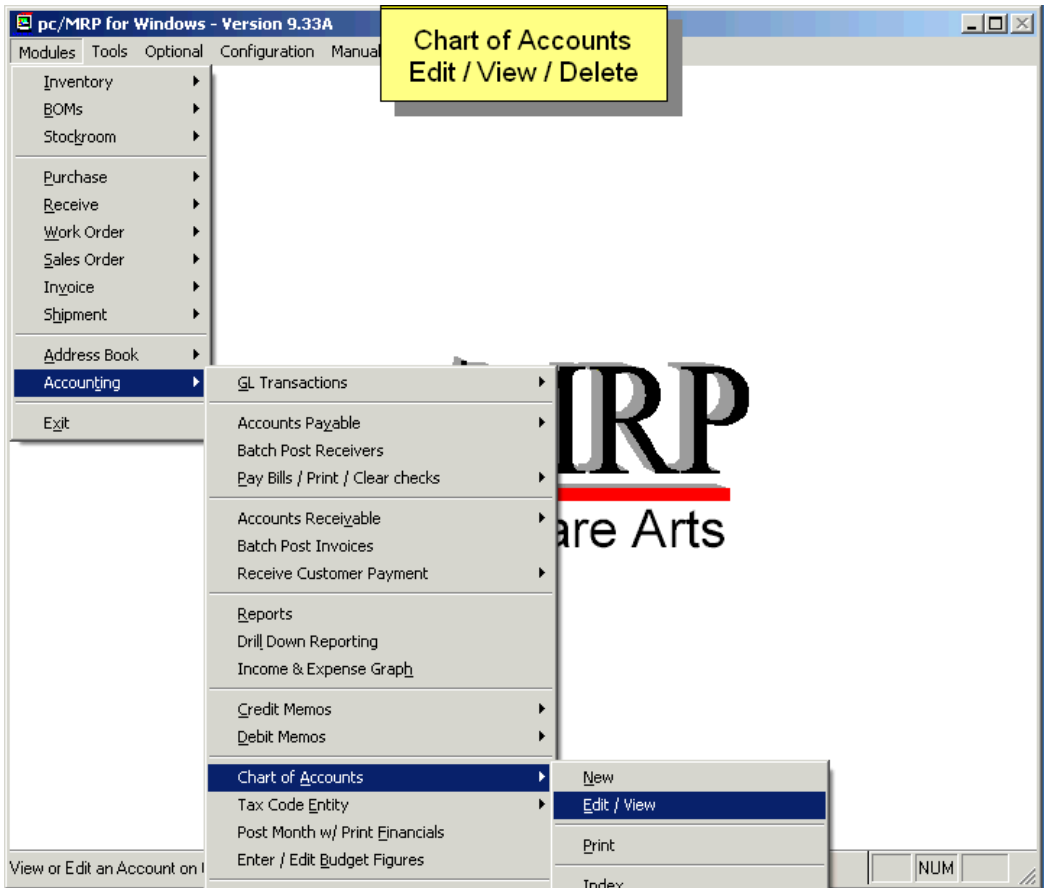 pc/MRP for Windows - Version 9.33A
Chart of Accounts
Edit / View / Delete
Modules Tools Optional Configuration Manual
Inventory
BOMs
Stockroom
Purchase
Receive
Work Order
Sales Order
Invoice
Shipment
Address Book
Accounting
Exit
GL Transactions
Accounts Payable
Batch Post Receivers
Pay Bills / Print / Clear checks
Accounts Receivable
Batch Post Invoices
Receive Customer Payment
Reports
Drill Down Reporting
Income & Expense Graph
Credit Memos
Debit Memos
Chart of Accounts
Tax Code Entity
Post Month w/ Print Financials
Enter / Edit Budget Figures
New
Edit / View
Print
Index
MRP
are Arts
View or Edit an Account on
NUM